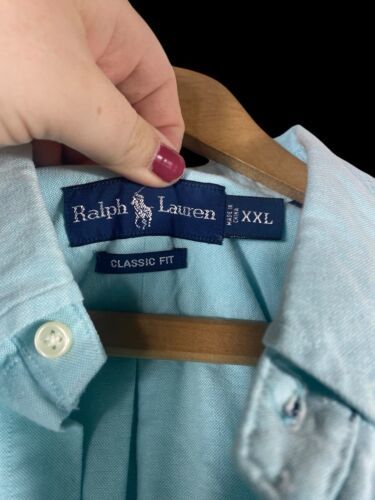 Ralph Lauren
MADE IN
CHINA
XXL
CLASSIC FIT